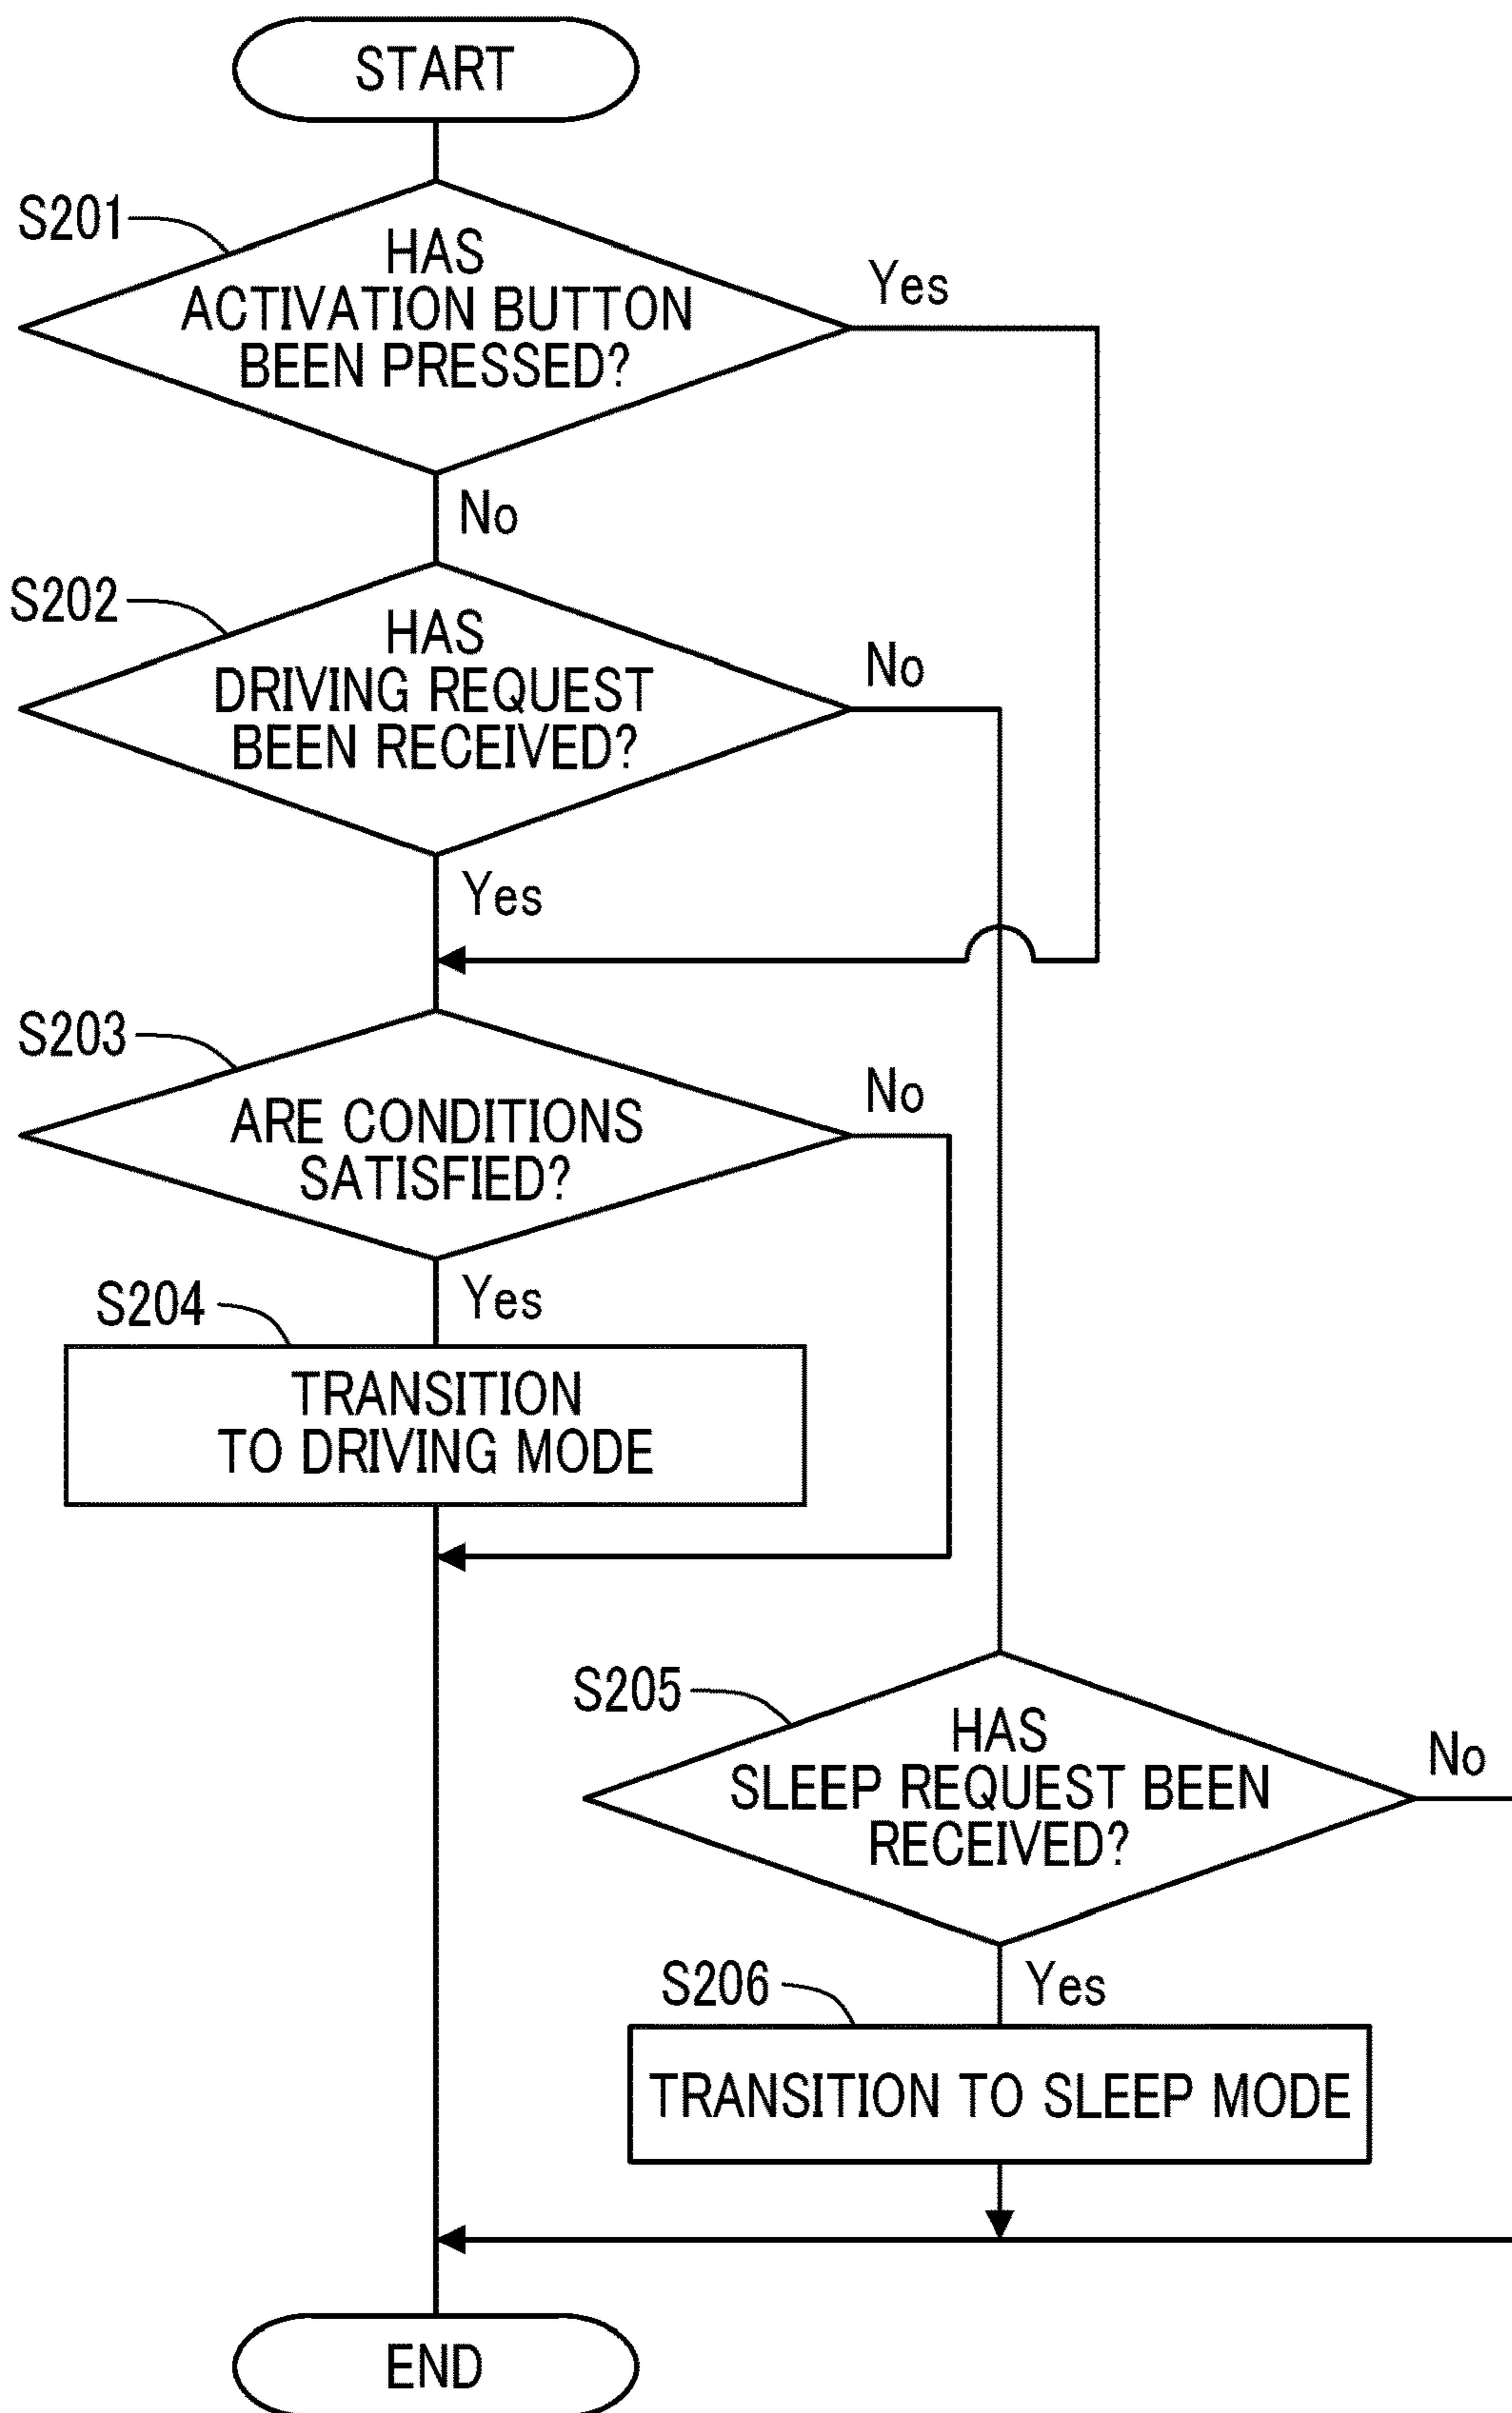 START
S201
HAS
ACTIVATION BUTTON
BEEN PRESSED?
Yes
No
S202
HAS
DRIVING REQUEST
BEEN RECEIVED?
No
Yes
S203
ARE CONDITIONS
SATISFIED?
No
Yes
S204
TRANSITION
TO DRIVING MODE
S205
HAS
SLEEP REQUEST BEEN
RECEIVED?
No
Yes
S206
TRANSITION TO SLEEP MODE
END